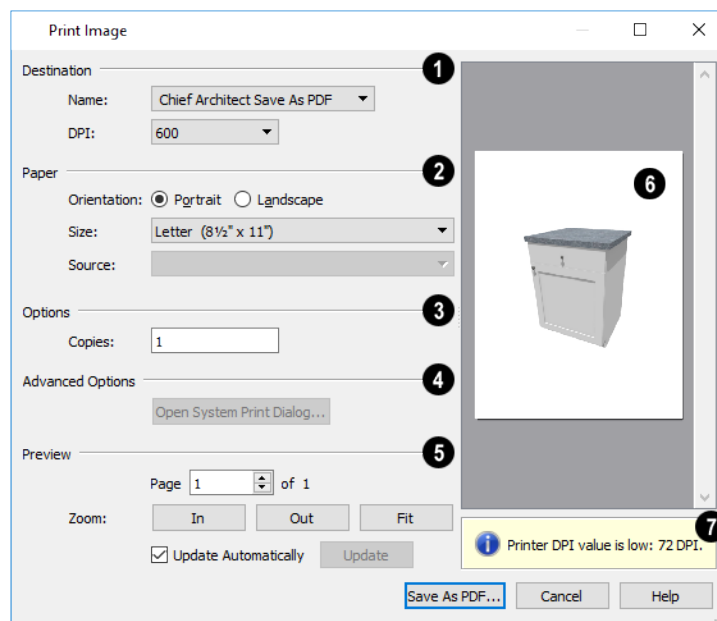 Print Image
Destination 1
Name: Chief Architect Save As PDF
DPI: 600
Paper 2
Orientation: Portrait Landscape
Size: Letter (8½" x 11")
Source:
Options 3
Copies: 1
Advanced Options 4
Open System Print Dialog...
Preview 5
Page 1 of 1
Zoom: In Out Fit
Update Automatically Update
6
7
Printer DPI value is low: 72 DPI.
Save As PDF... Cancel Help